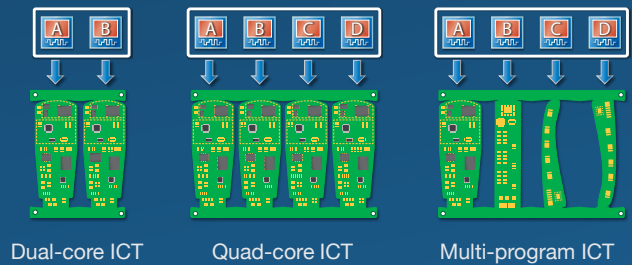 A B
A B C D
A B C D
Dual-core ICT
Quad-core ICT
Multi-program ICT